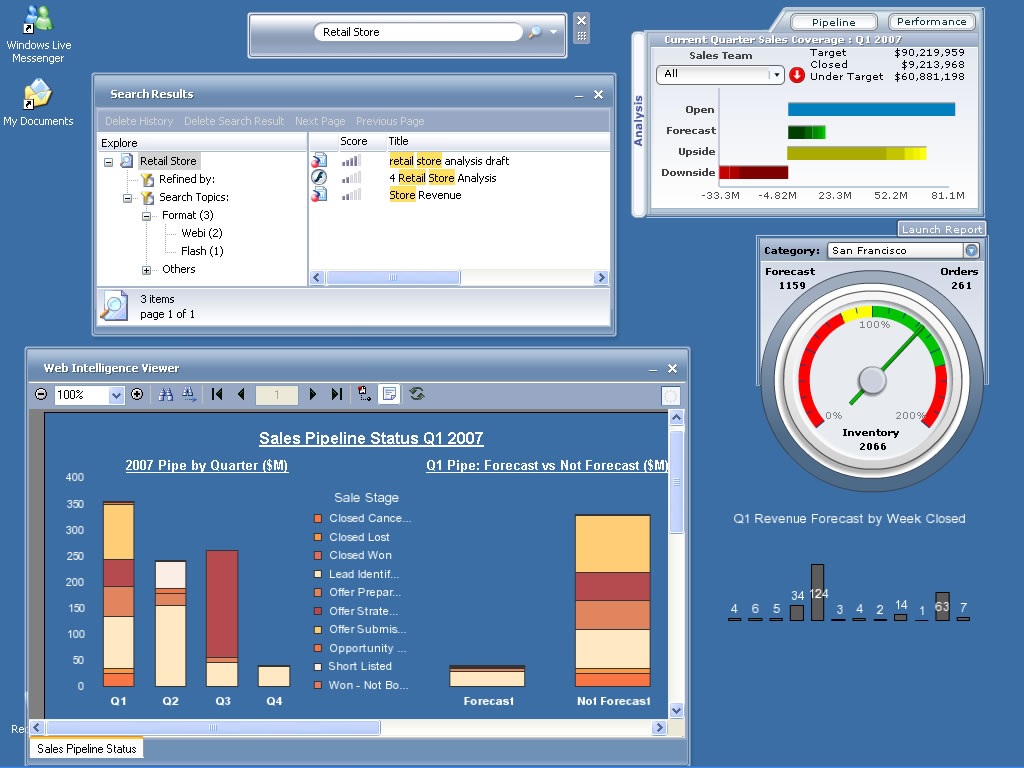 Windows Live
Messenger
My Documents
Retail Store
Search Results
Delete History Delete Search Result Next Page Previous Page
Explore
Score Title
Retail Store
Refined by:
Search Topics:
Format (3)
Webi (2)
Flash (1)
Others
retail store analysis draft
4 Retail Store Analysis
Store Revenue
3 items
page 1 of 1
Pipeline Performance
Current Quarter Sales Coverage : Q1 2007
Analysis
Sales Team
All
Target $90,219,959
Closed $9,213,968
Under Target $60,881,198
Open
Forecast
Upside
Downside
-33.3M -4.82M 23.3M 52.2M 81.1M
Launch Report
Category: San Francisco
Forecast Orders
1159 261
100%
0% 200%
Inventory
2066
Web Intelligence Viewer
100% 1
Sales Pipeline Status Q1 2007
2007 Pipe by Quarter ($M) Q1 Pipe: Forecast vs Not Forecast ($M)
400
350
300
250
200
150
100
50
0
Q1 Q2 Q3 Q4
Sale Stage
Closed Cance...
Closed Lost
Closed Won
Lead Identif...
Offer Prepar...
Offer Strate...
Offer Submis...
Opportunity ...
Short Listed
Won - Not Bo...
Forecast Not Forecast
Sales Pipeline Status
Q1 Revenue Forecast by Week Closed
4 6 5 34 124 3 4 2 14 1 63 7